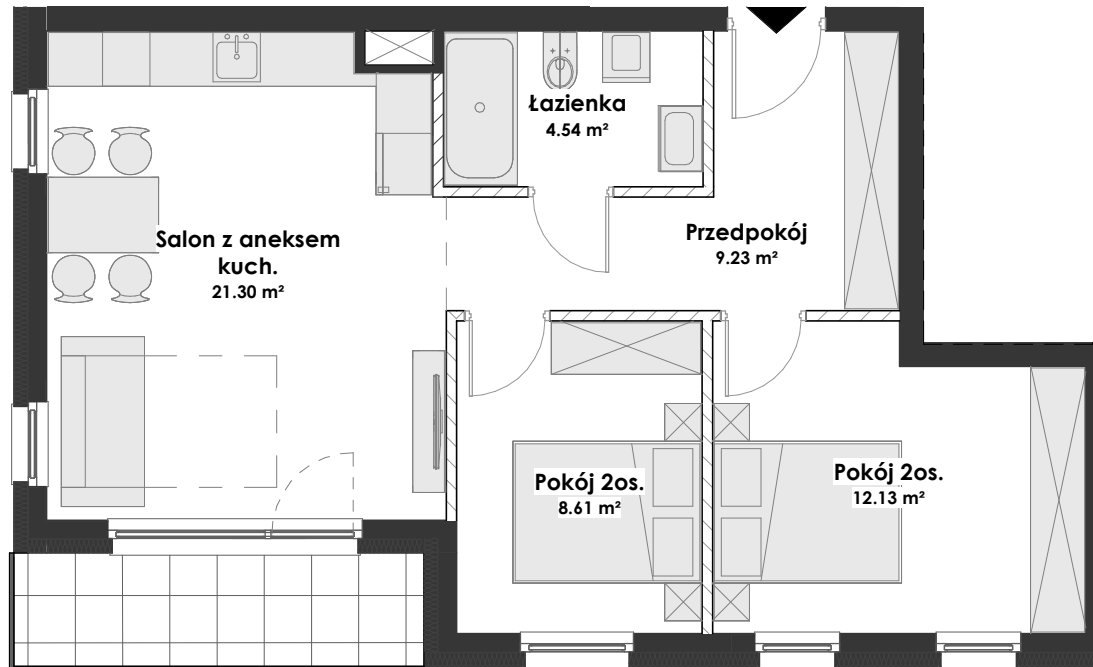 Łazienka
4.54 m²
Salon z aneksem
kuch.
21.30 m²
Przedpokój
9.23 m²
Pokój 2os.
8.61 m²
Pokój 2os.
12.13 m²